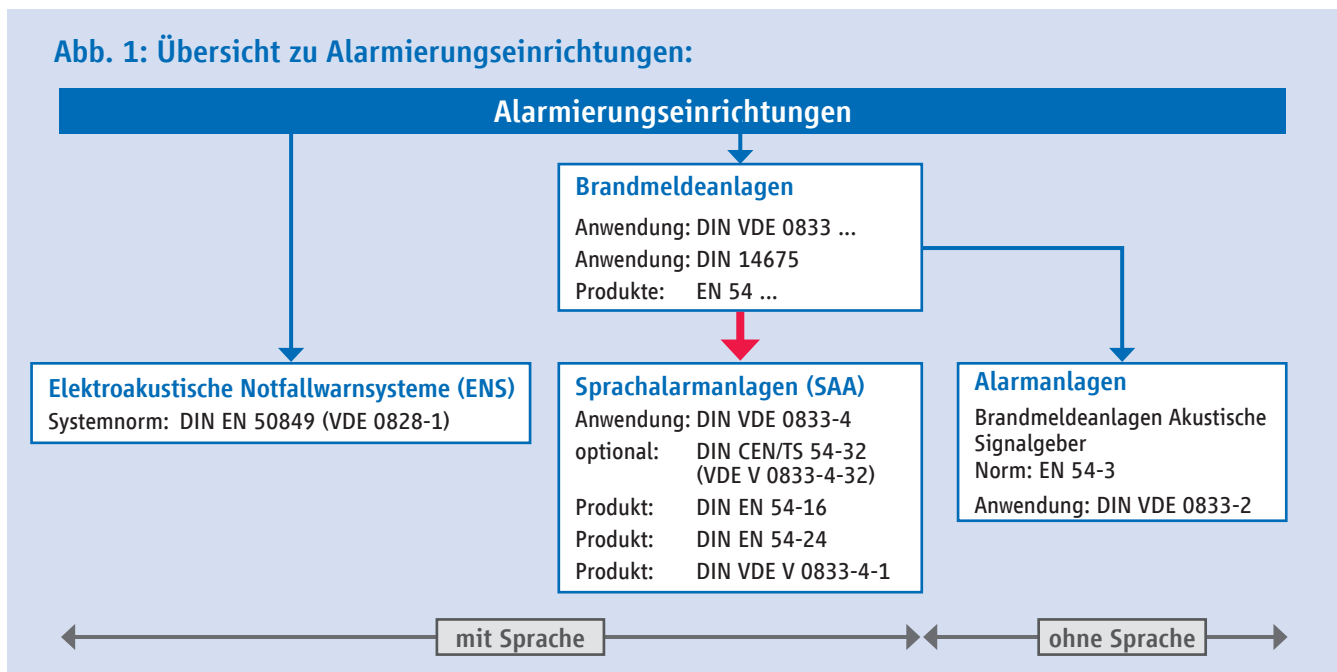 Abb. 1: Übersicht zu Alarmierungseinrichtungen:
Alarmierungseinrichtungen
Brandmeldeanlagen
Anwendung: DIN VDE 0833 ...
Anwendung: DIN 14675
Produkte: EN 54 ...
Elektroakustische Notfallwarnsysteme (ENS)
Systemnorm: DIN EN 50849 (VDE 0828-1)
Sprachalarmanlagen (SAA)
Anwendung: DIN VDE 0833-4
optional: DIN CEN/TS 54-32
(VDE V 0833-4-32)
Produkt: DIN EN 54-16
Produkt: DIN EN 54-24
Produkt: DIN VDE V 0833-4-1
Alarmanlagen
Brandmeldeanlagen Akustische
Signalgeber
Norm: EN 54-3
Anwendung: DIN VDE 0833-2
mit Sprache
ohne Sprache